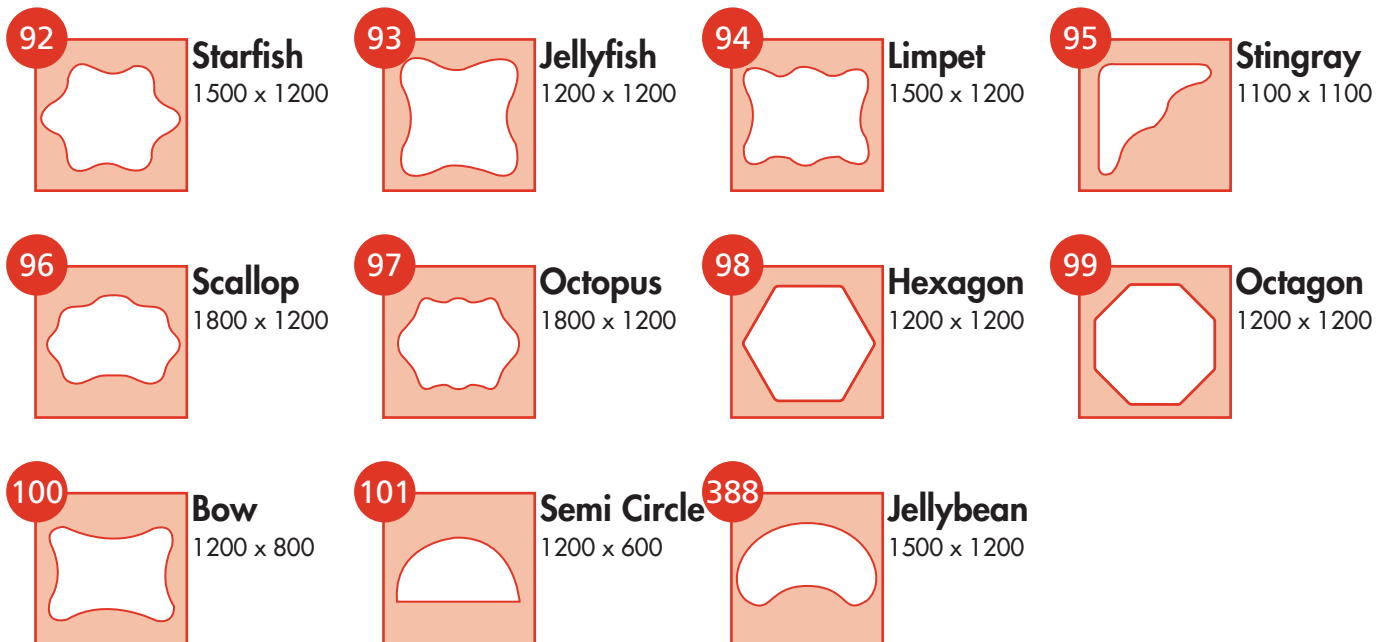 92
Starfish
1500 x 1200
93
Jellyfish
1200 x 1200
94
Limpet
1500 x 1200
95
Stingray
1100 x 1100
96
Scallop
1800 x 1200
97
Octopus
1800 x 1200
98
Hexagon
1200 x 1200
99
Octagon
1200 x 1200
100
Bow
1200 x 800
101
Semi Circle
1200 x 600
388
Jellybean
1500 x 1200